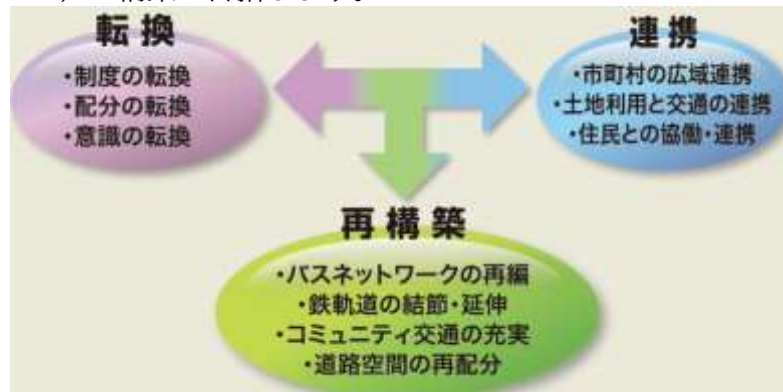 転換
・制度の転換
・配分の転換
・意識の転換
連携
・市町村の広域連携
・土地利用と交通の連携
・住民との協働・連携
再構築
・バスネットワークの再編
・鉄軌道の結節・延伸
・コミュニティ交通の充実
・道路空間の再配分